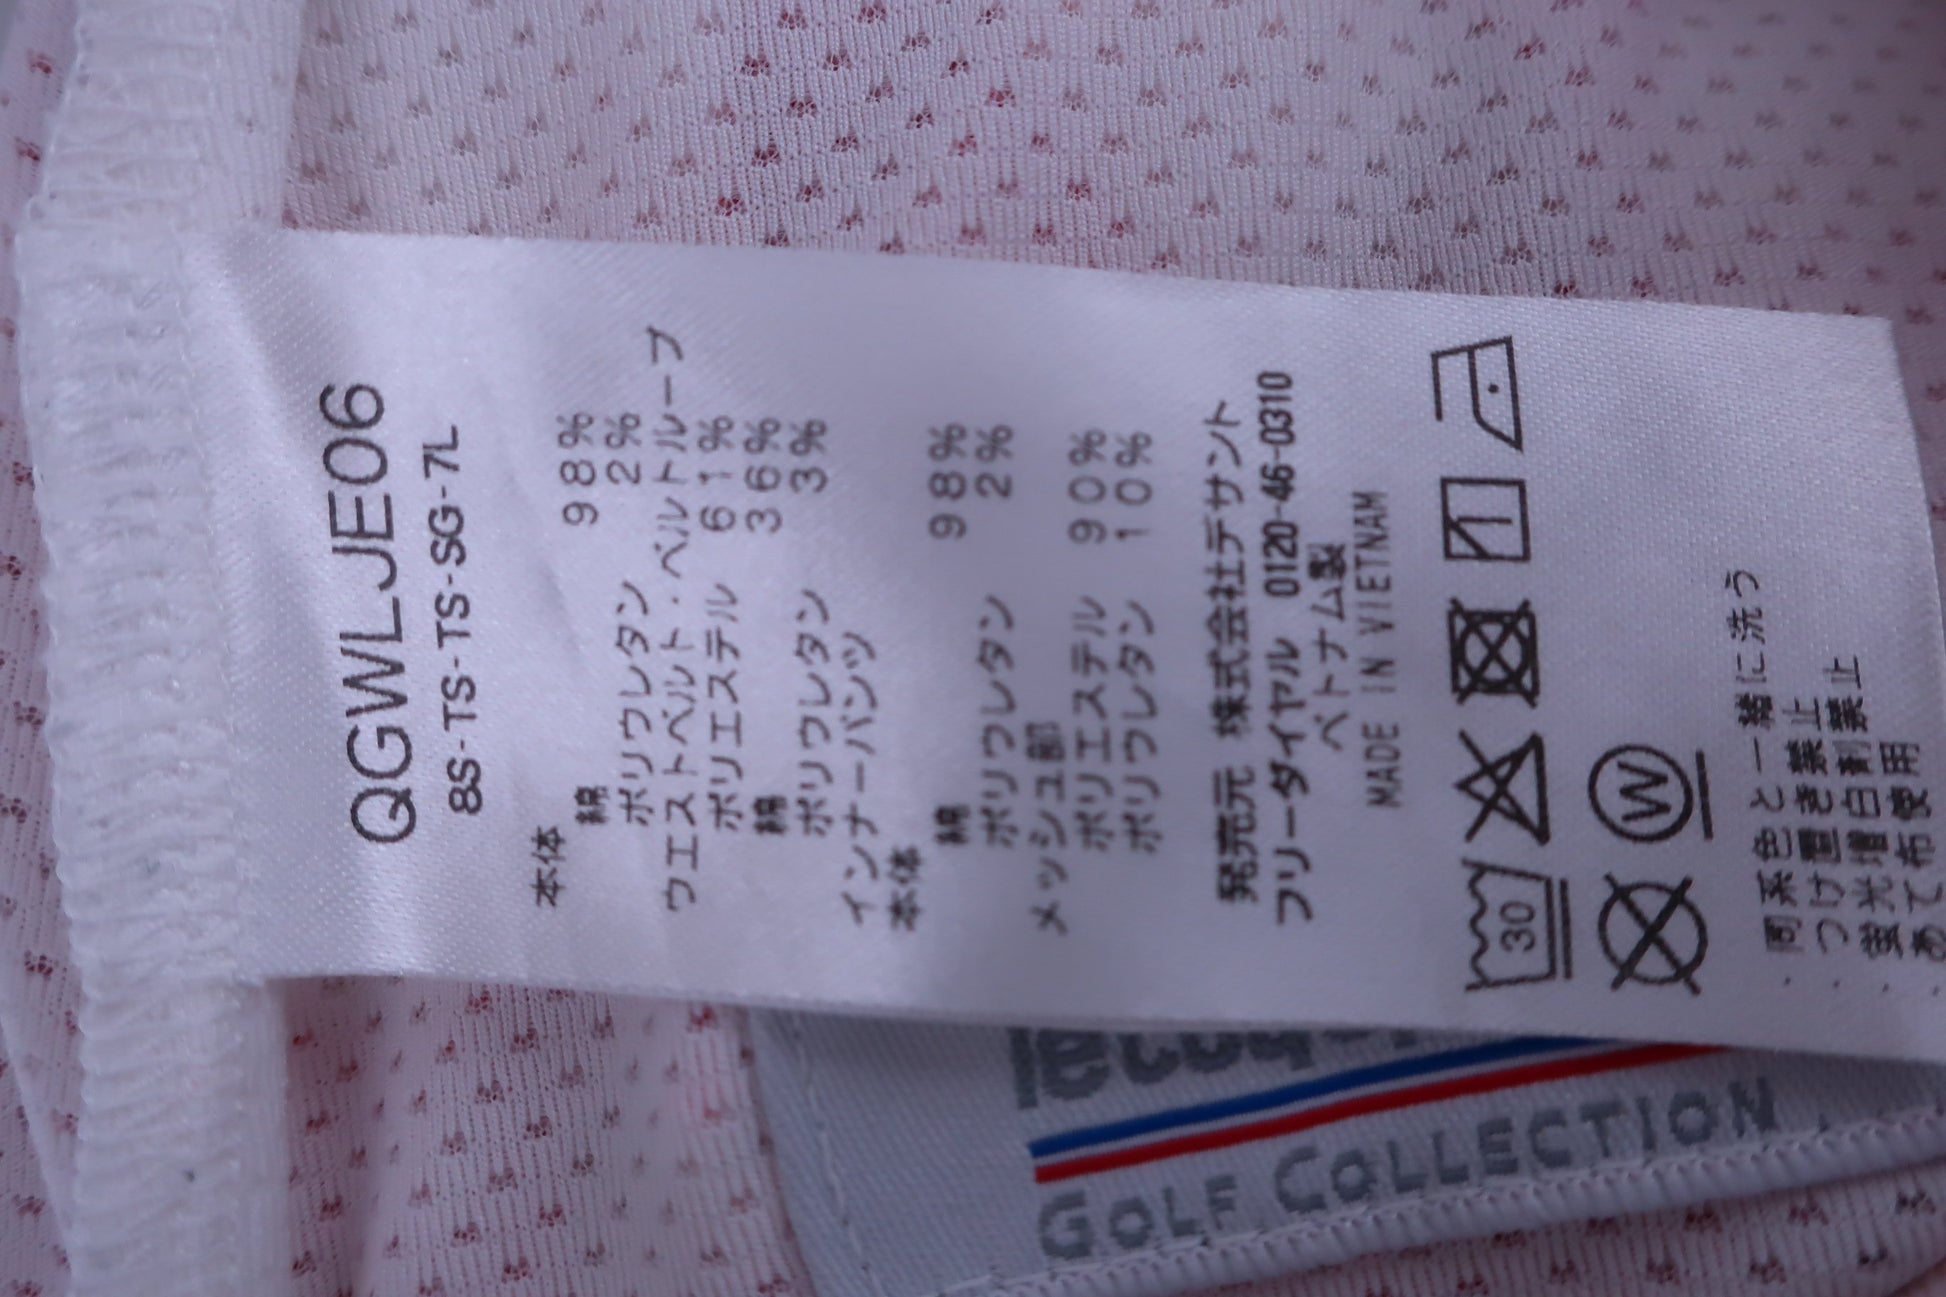 QGWLJE06
8S-TS-TS-SG-7L
本体
綿 98%
ポリウレタン 2%
ウエストベルト・ベルトループ
ポリエステル 61%
綿 36%
ポリウレタン 3%
インナーパンツ
本体
綿 98%
ポリウレタン 2%
メッシュ部
ポリエステル 90%
ポリウレタン 10%
発売元 株式会社デサント
フリーダイヤル 0120-46-0310
ベトナム製
MADE IN VIETNAM
30
W
・同系色と一緒に洗う
・つけ置き禁止
・蛍光増白剤禁止
・あて布使用
lecoq
GOLF COLLECTION